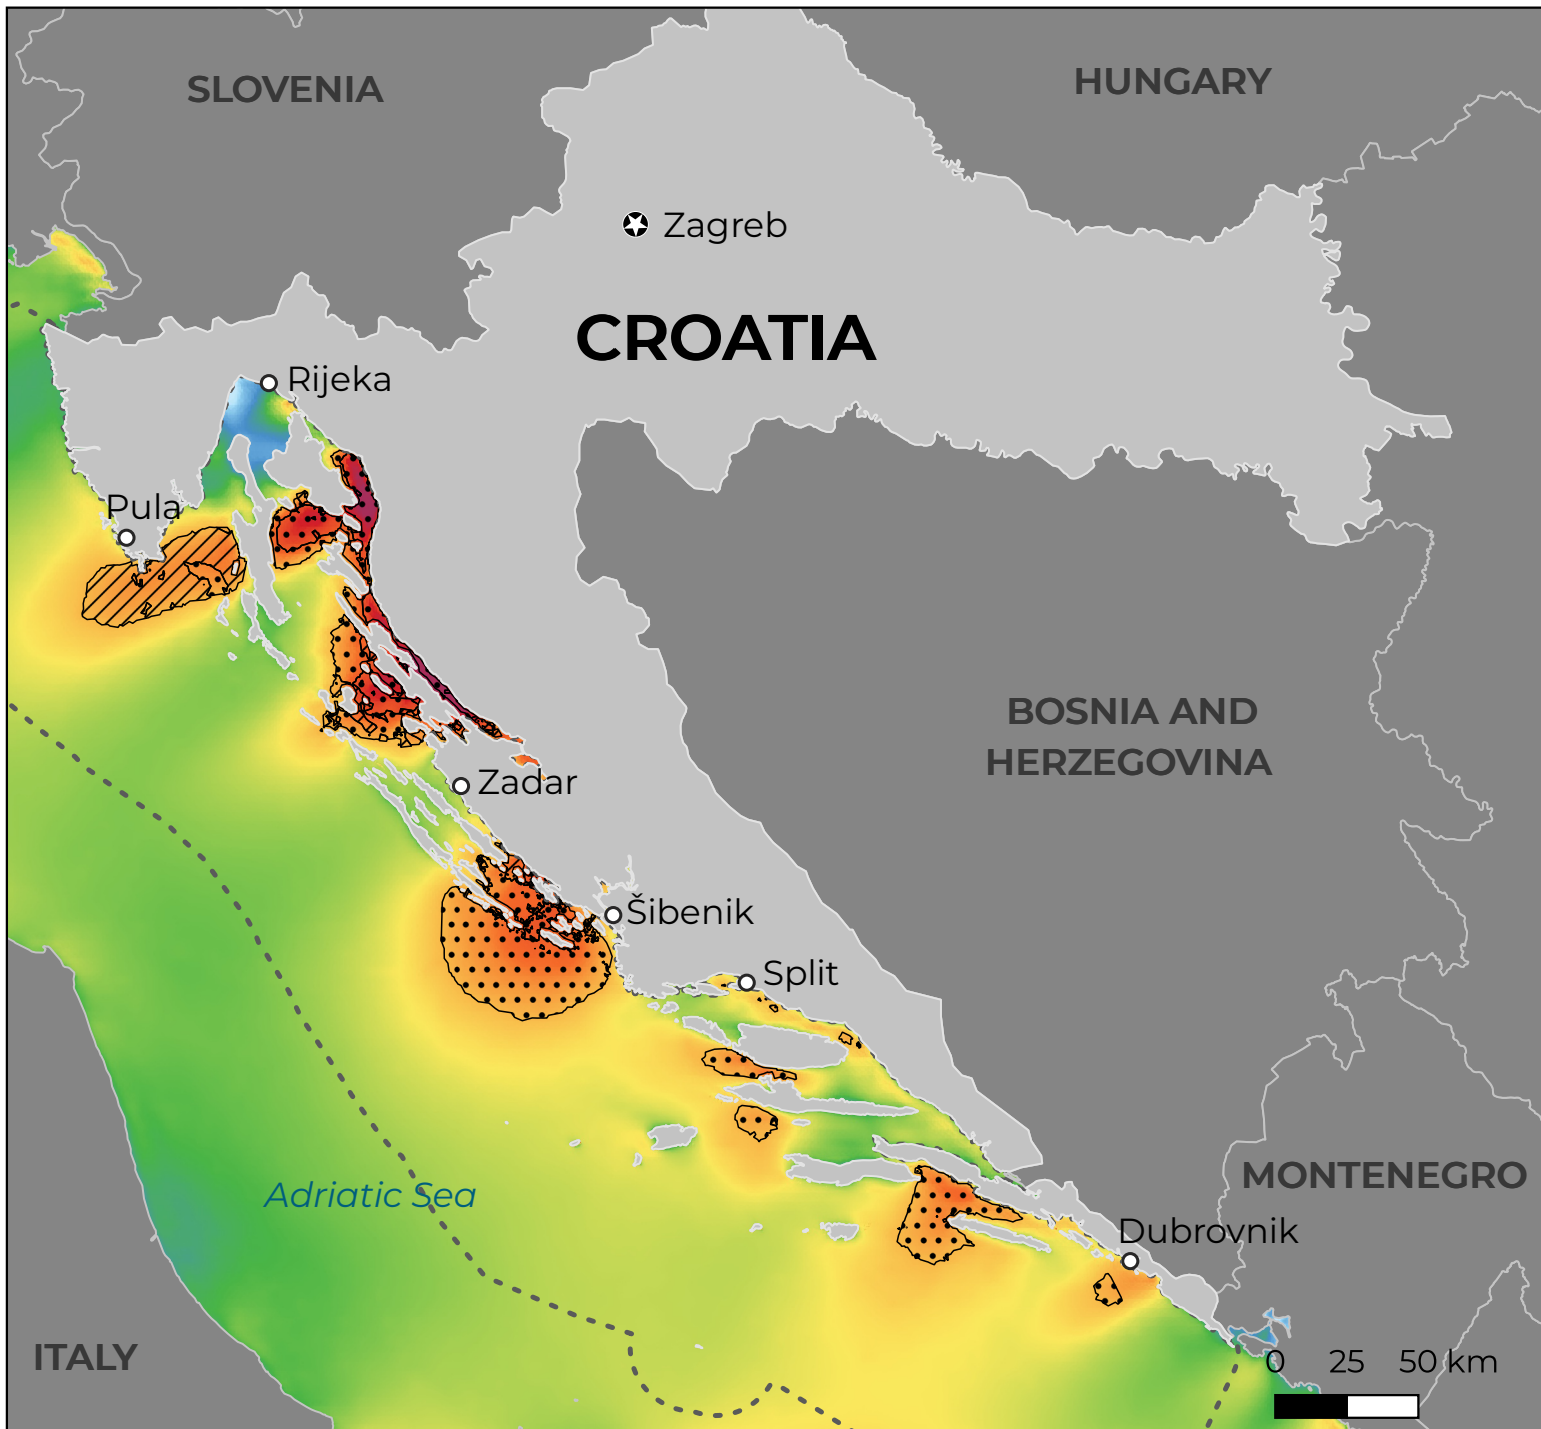 SLOVENIA
HUNGARY
Zagreb
CROATIA
Rijeka
Pula
BOSNIA AND
HERZEGOVINA
Zadar
Šibenik
Split
Adriatic Sea
MONTENEGRO
Dubrovnik
ITALY
0 25 50 km